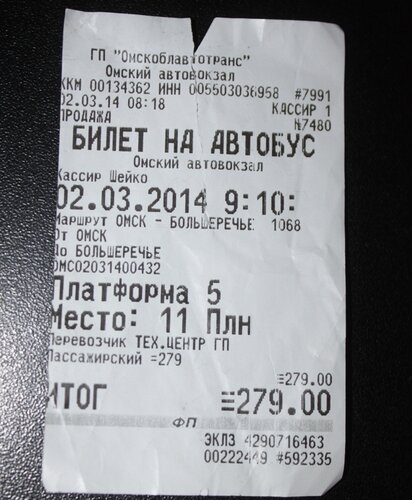 ГП "Омскоблавтотранс"
Омский автовокзал
ККМ 00134362 ИНН 005503036958 #7991
02.03.14 08:18 КАССИР 1
ПРОДАЖА №7480
БИЛЕТ НА АВТОБУС
Омский автовокзал
Кассир Шейко
02.03.2014 9:10:
Маршрут ОМСК - БОЛЬШЕРЕЧЬЕ 1068
От ОМСК
До БОЛЬШЕРЕЧЬЕ
ОМС02031400432
Платформа 5
Место: 11 Плн
Перевозчик ТЕХ.ЦЕНТР ГП
Пассажирский =279
≡279.00
ИТОГ ≡279.00
ФП
ЭКЛЗ 4290716463
00222449 #592335